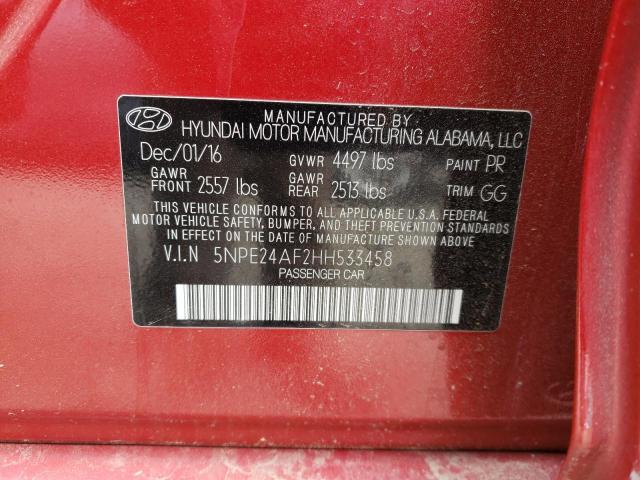 MANUFACTURED BY
HYUNDAI MOTOR MANUFACTURING ALABAMA, LLC
Dec/01/16 GVWR 4497 lbs PAINT PR
GAWR FRONT 2557 lbs GAWR REAR 2513 lbs TRIM GG
THIS VEHICLE CONFORMS TO ALL APPLICABLE U.S.A. FEDERAL
MOTOR VEHICLE SAFETY, BUMPER, AND THEFT PREVENTION STANDARDS
IN EFFECT ON THE DATE OF MANUFACTURE SHOWN ABOVE
V.I.N 5NPE24AF2HH533458
PASSENGER CAR